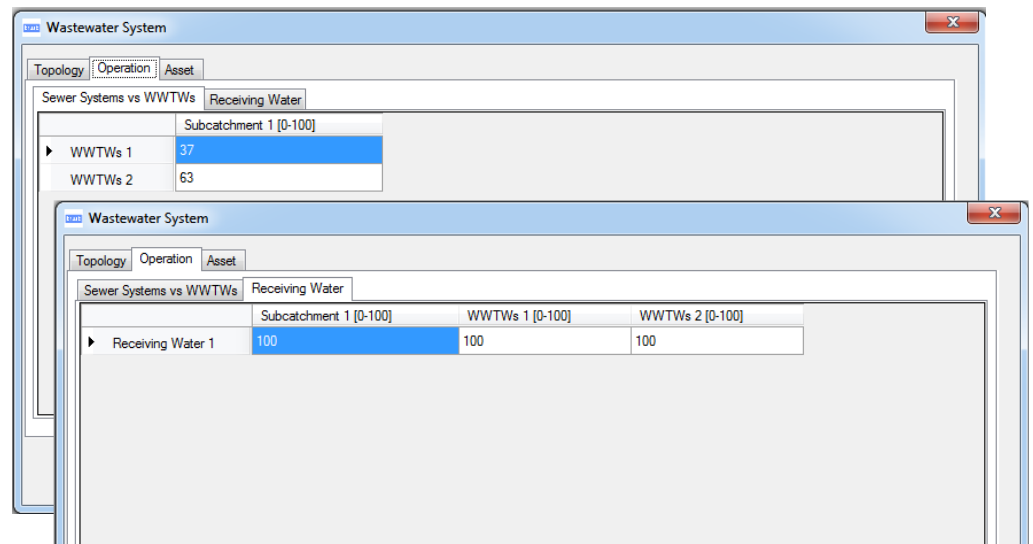 Wastewater System
Topology Operation Asset
Sewer Systems vs WWTWs Receiving Water
Subcatchment 1 [0-100]
WWTWs 1 37
WWTWs 2 63
Wastewater System
Topology Operation Asset
Sewer Systems vs WWTWs Receiving Water
Subcatchment 1 [0-100] WWTWs 1 [0-100] WWTWs 2 [0-100]
Receiving Water 1 100 100 100